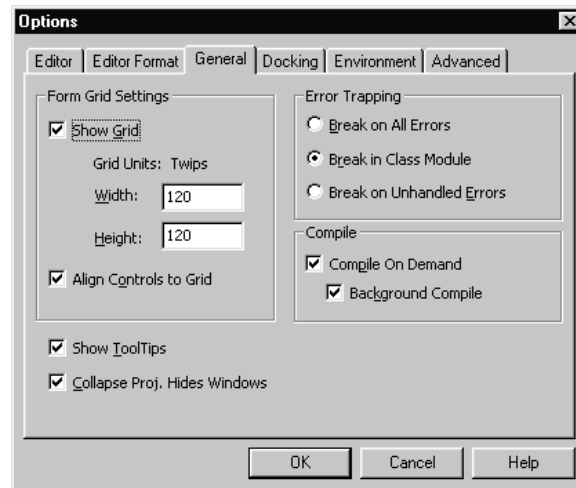 Options
Editor Editor Format General Docking Environment Advanced
Form Grid Settings
Show Grid
Grid Units: Twips
Width: 120
Height: 120
Align Controls to Grid
Show ToolTips
Collapse Proj. Hides Windows
Error Trapping
Break on All Errors
Break in Class Module
Break on Unhandled Errors
Compile
Compile On Demand
Background Compile
OK Cancel Help